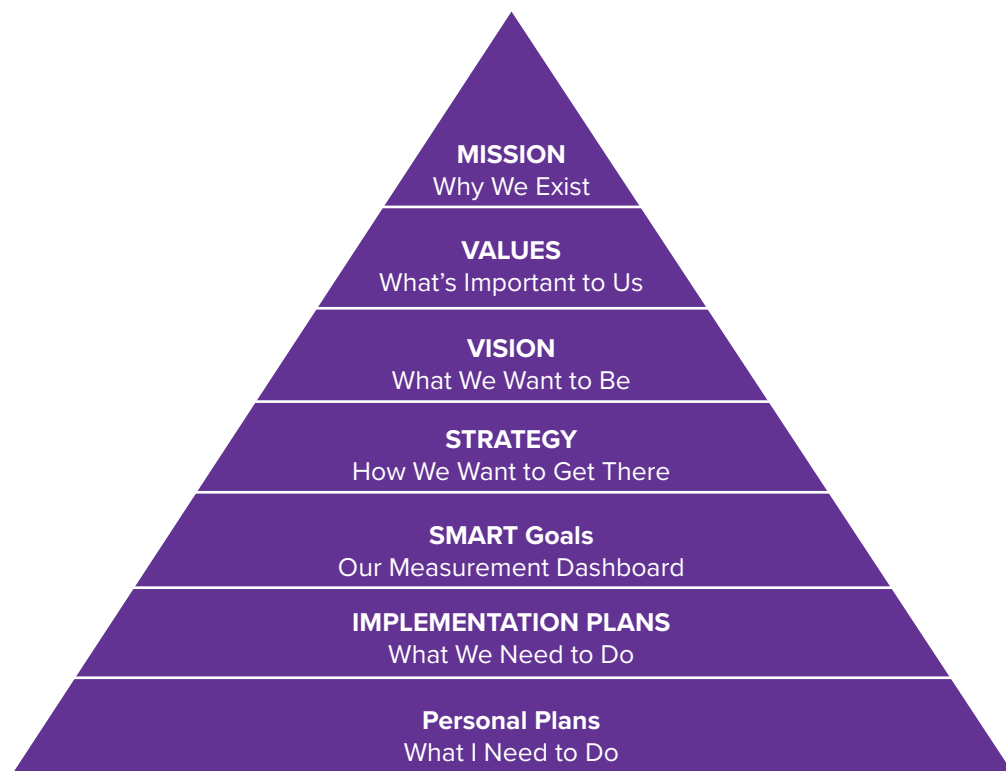 MISSION
Why We Exist
VALUES
What’s Important to Us
VISION
What We Want to Be
STRATEGY
How We Want to Get There
SMART Goals
Our Measurement Dashboard
IMPLEMENTATION PLANS
What We Need to Do
Personal Plans
What I Need to Do